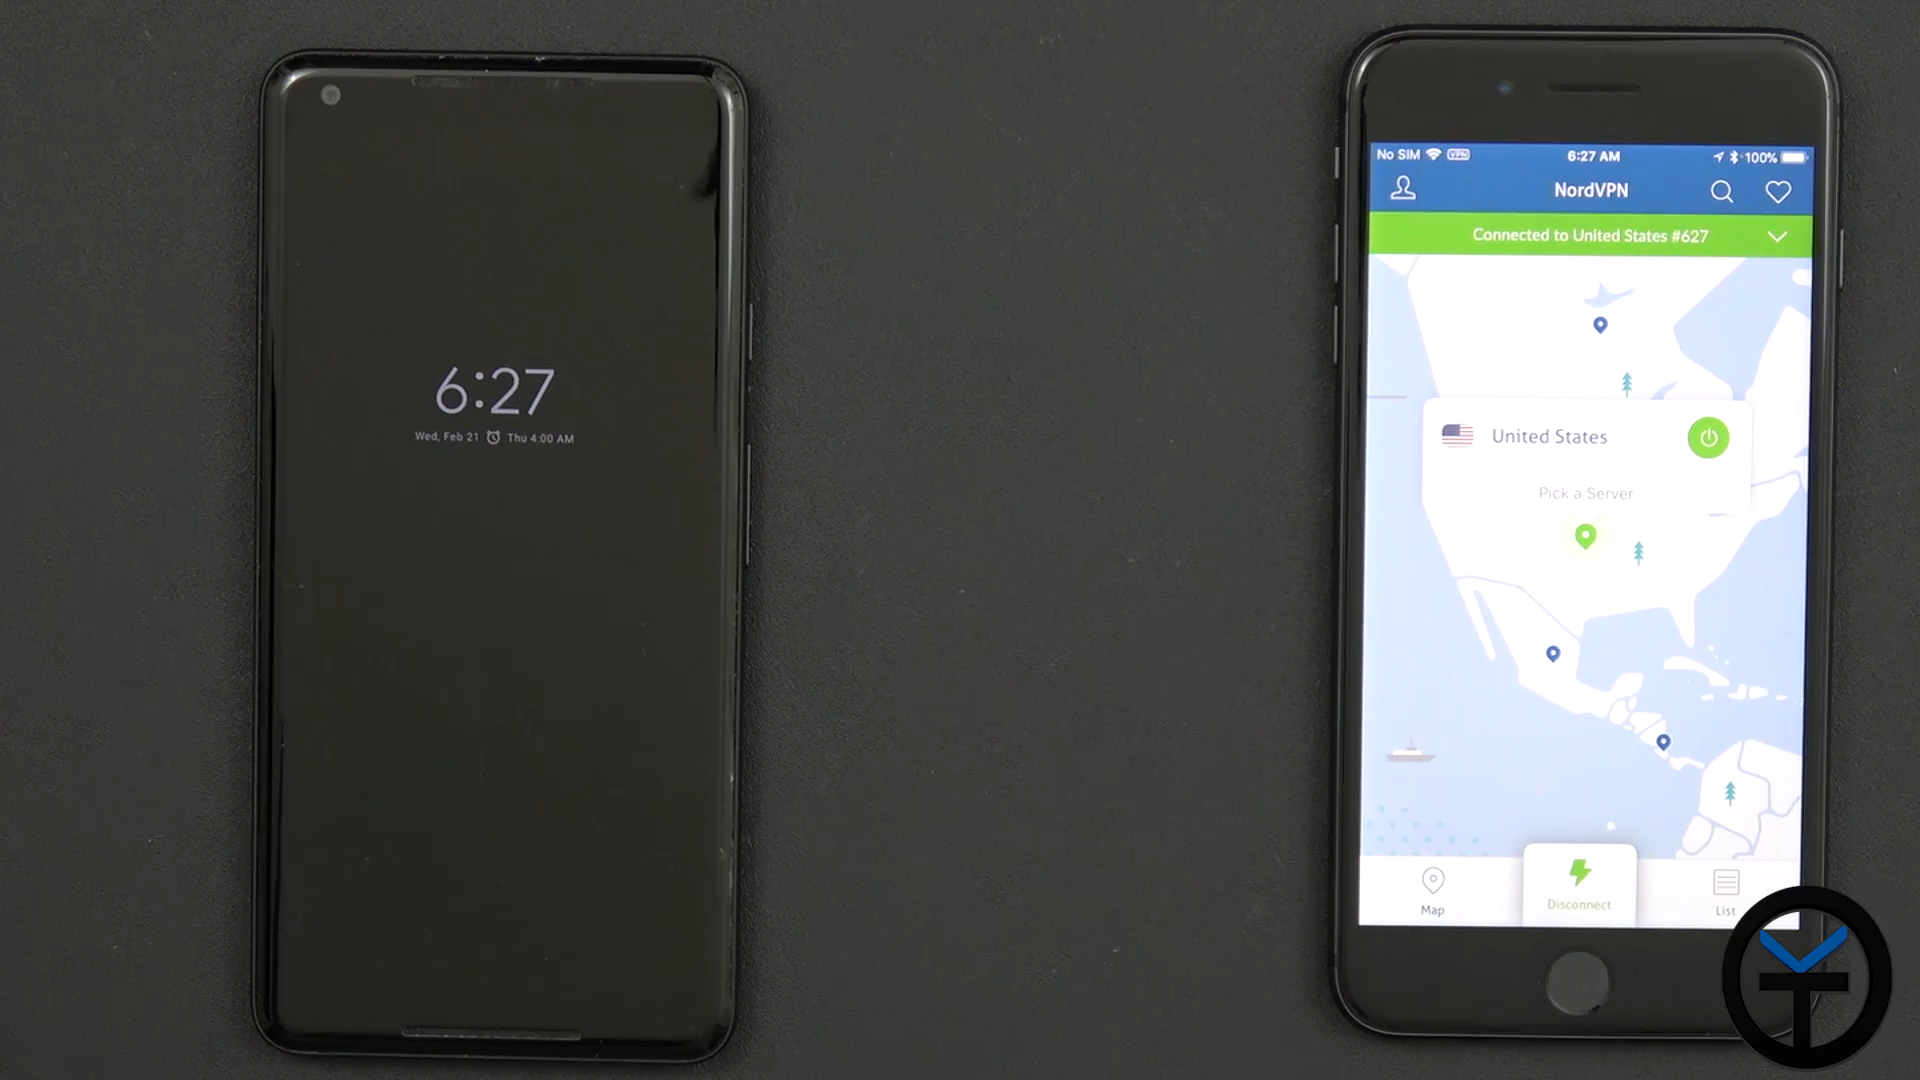 6:27
Wed, Feb 21 Thu 4:00 AM
No SIM VPN 6:27 AM 100%
NordVPN
Connected to United States #627
United States
Pick a Server
Map
Disconnect
List